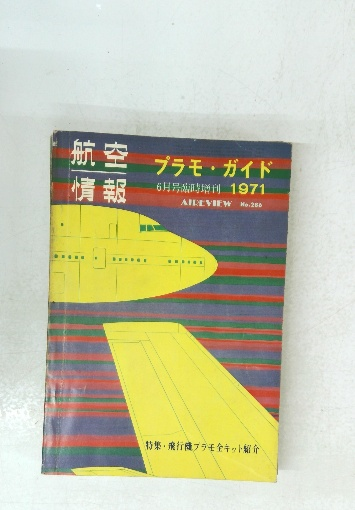 航空
情報
プラモ・ガイド
6月号臨時増刊 1971
AIREVIEW No.286
特集・飛行機プラモ全キット紹介